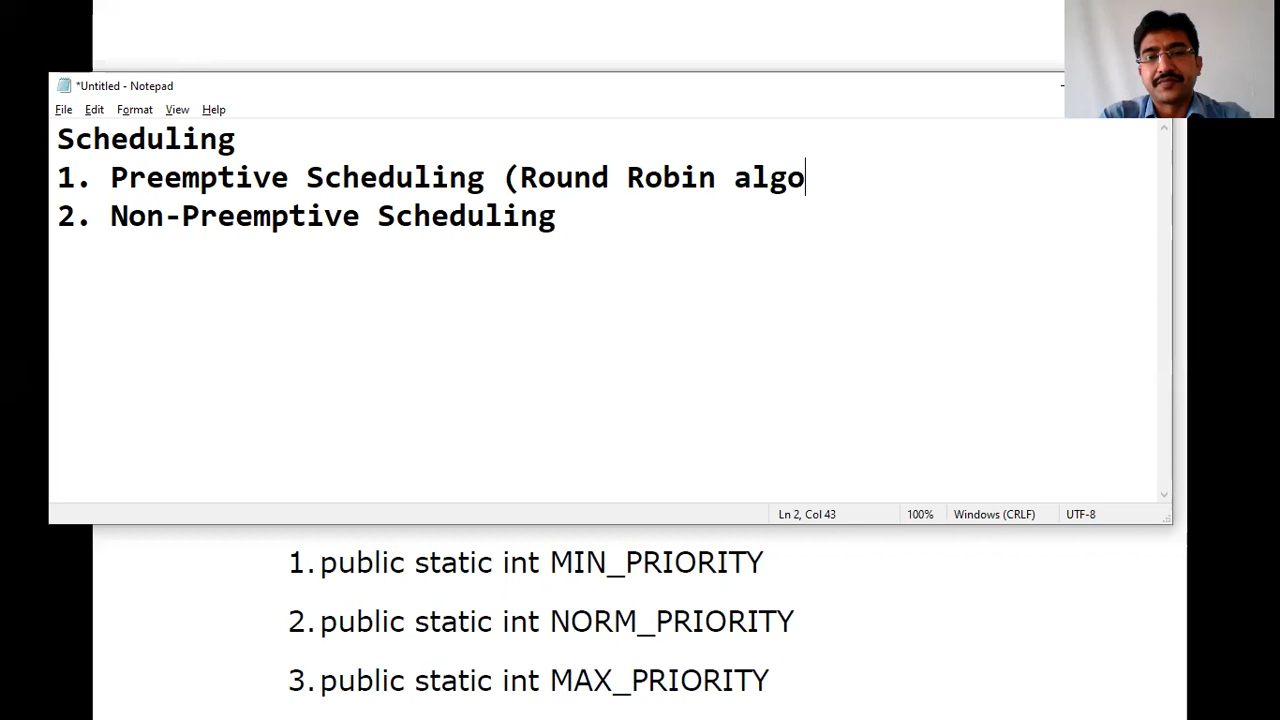 *Untitled - Notepad
File Edit Format View Help
Scheduling
1. Preemptive Scheduling (Round Robin algo
2. Non-Preemptive Scheduling
Ln 2, Col 43 100% Windows (CRLF) UTF-8
1. public static int MIN_PRIORITY
2. public static int NORM_PRIORITY
3. public static int MAX_PRIORITY